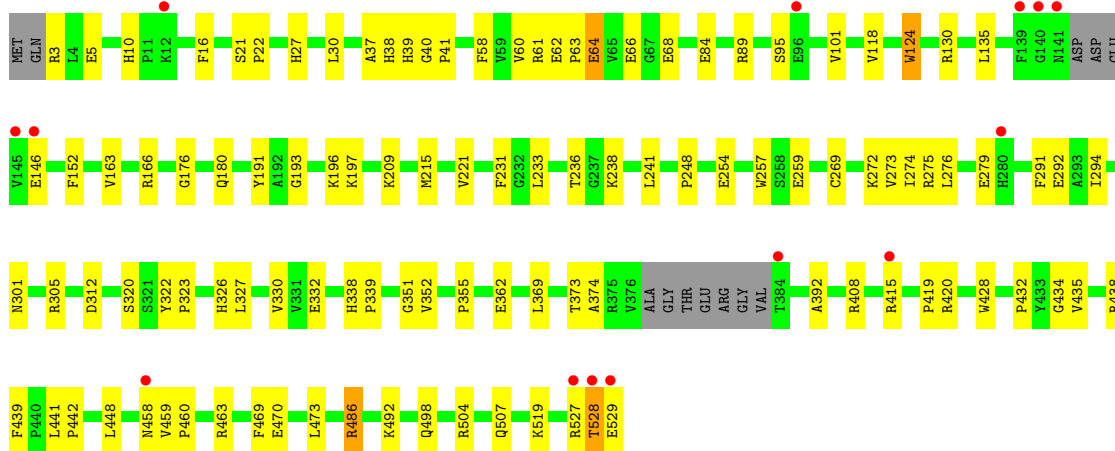 MET GLN R3 L4 E5 H10 P11 K12 F16 S21 P22 H27 L30 A37 H38 H39 G40 P41 F58 V59 V60 R61 E62 P63 E64 V65 E66 G67 E68 E84 R89 S95 E96 V101 V118 W124 R130 L135 F139 G140 N141 ASP ASP GLU
V145 E146 F152 V163 R166 G176 Q180 Y191 A192 G193 K196 K197 K209 M215 V221 F231 G232 L233 T236 G237 K238 L241 P248 E254 W257 S258 E259 C269 K272 V273 I274 R275 L276 E279 H280 F291 E292 A293 I294
N301 R305 D312 S320 S321 Y322 P323 H326 L327 V330 V331 E332 H338 P339 G351 V352 P355 E362 L369 T373 A374 R375 V376 ALA GLY THR GLU ARG GLY VAL T384 A392 R408 R415 P419 R420 W428 P432 Y433 G434 V435
F439 P440 L441 P442 L448 N458 V459 P460 R463 F469 E470 L473 R486 K492 Q498 R504 Q507 K519 R527 T528 E529